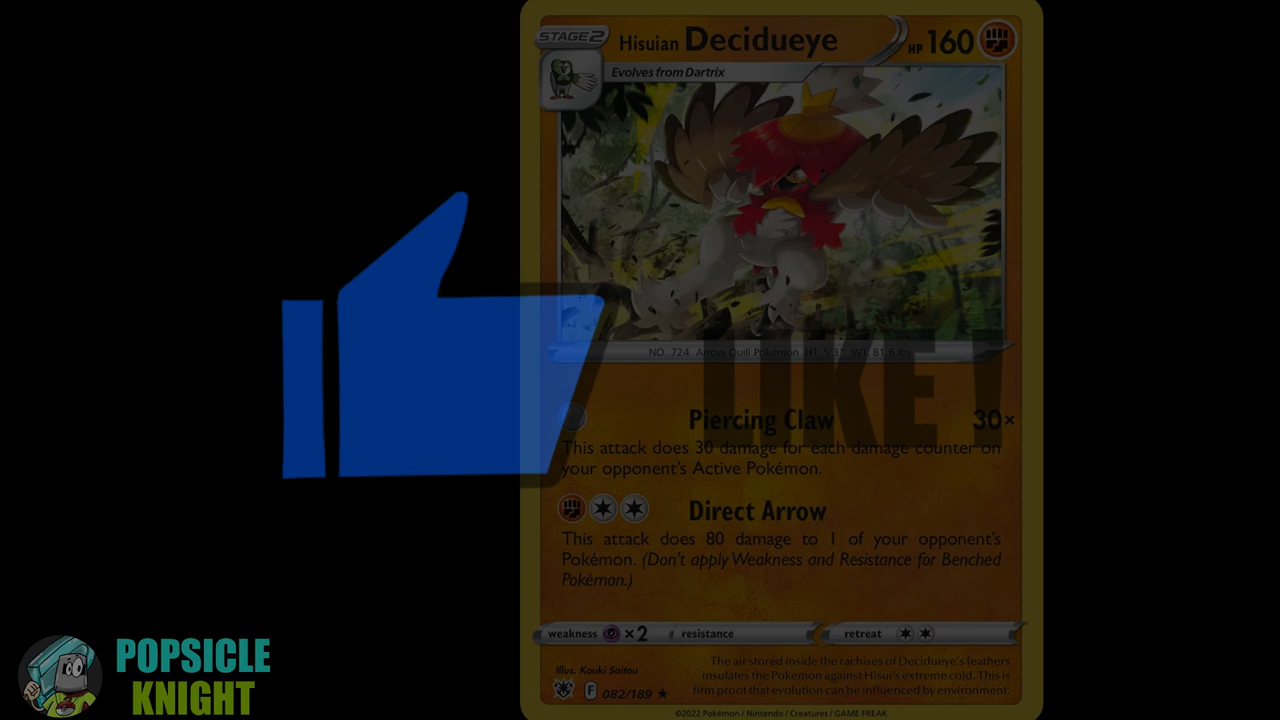 STAGE2
Hisuian Decidueye
HP 160
Evolves from Dartrix
NO. 724 Arrow Quill Pokémon HT: 5'3" WT: 81.6 lbs.
LIKE !
Piercing Claw 30×
This attack does 30 damage for each damage counter on
your opponent's Active Pokémon.
Direct Arrow
This attack does 80 damage to 1 of your opponent's
Pokémon. (Don't apply Weakness and Resistance for Benched
Pokémon.)
weakness ×2 resistance retreat
Illus. Kouki Saitou
F 082/189 ★
The air stored inside the rachises of Decidueye's feathers
insulates the Pokémon against Hisui's extreme cold. This is
firm proof that evolution can be influenced by environment.
©2022 Pokémon / Nintendo / Creatures / GAME FREAK
POPSICLE
KNIGHT